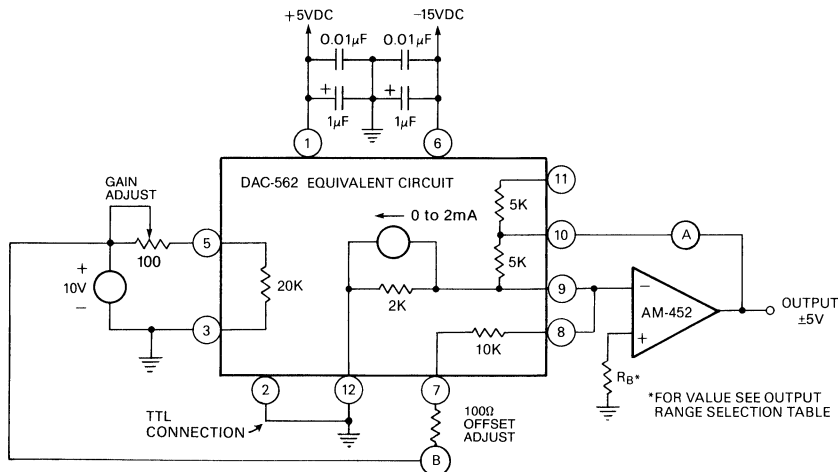 +5VDC
−15VDC
0.01μF
0.01μF
+
+
1μF
1μF
1
6
DAC-562 EQUIVALENT CIRCUIT
11
GAIN
ADJUST
0 to 2mA
5K
10
A
5
100
5K
+
10V
−
20K
2K
9
−
AM-452
+
OUTPUT
±5V
3
10K
8
RB*
2
12
7
*FOR VALUE SEE OUTPUT
RANGE SELECTION TABLE
TTL
CONNECTION
100Ω
OFFSET
ADJUST
B